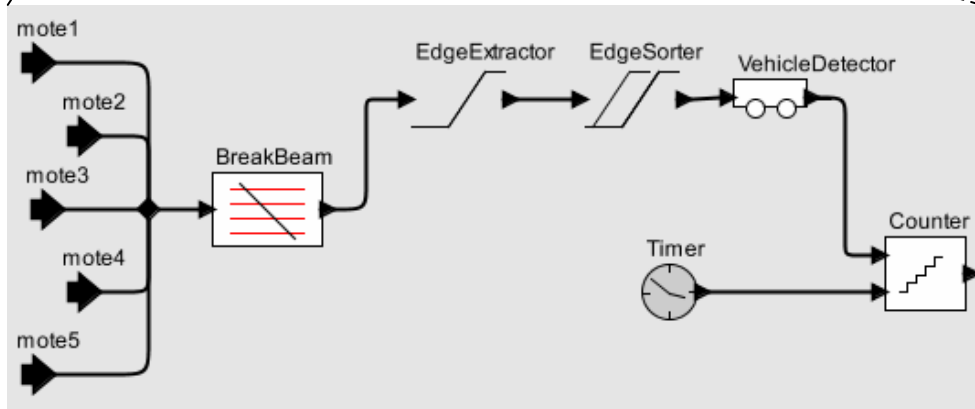 mote1
mote2
mote3
mote4
mote5
BreakBeam
EdgeExtractor
EdgeSorter
VehicleDetector
Timer
Counter